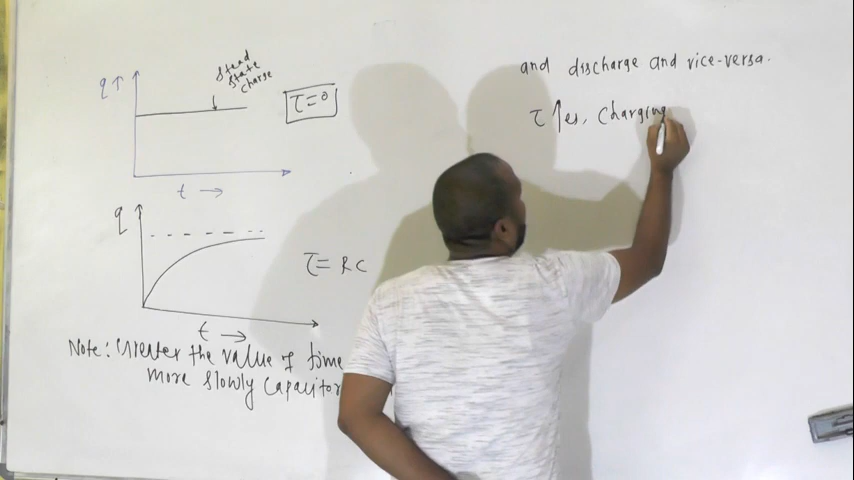 q ↑
Stead
State
Charge
τ = 0
t →
q
τ = RC
t →
Note: Greater the value of time
more slowly Capacitor
and discharge and vice-versa.
τ ↑es, Charging